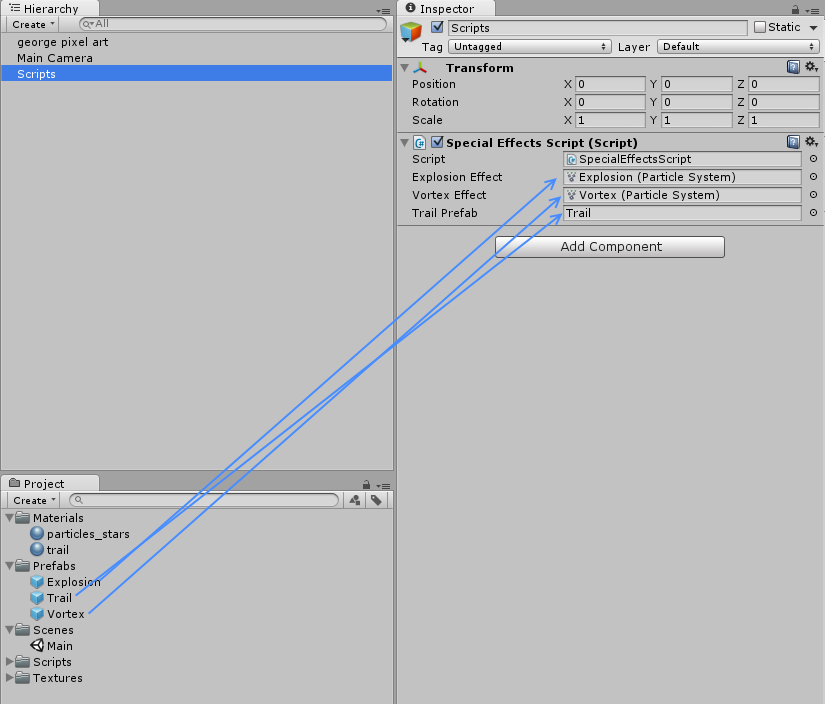 Hierarchy
Create
All
george pixel art
Main Camera
Scripts
Inspector
Scripts
Static
Tag Untagged Layer Default
Transform
Position X 0 Y 0 Z 0
Rotation X 0 Y 0 Z 0
Scale X 1 Y 1 Z 1
Special Effects Script (Script)
Script SpecialEffectsScript
Explosion Effect Explosion (Particle System)
Vortex Effect Vortex (Particle System)
Trail Prefab Trail
Add Component
Project
Create
Materials
particles_stars
trail
Prefabs
Explosion
Trail
Vortex
Scenes
Main
Scripts
Textures